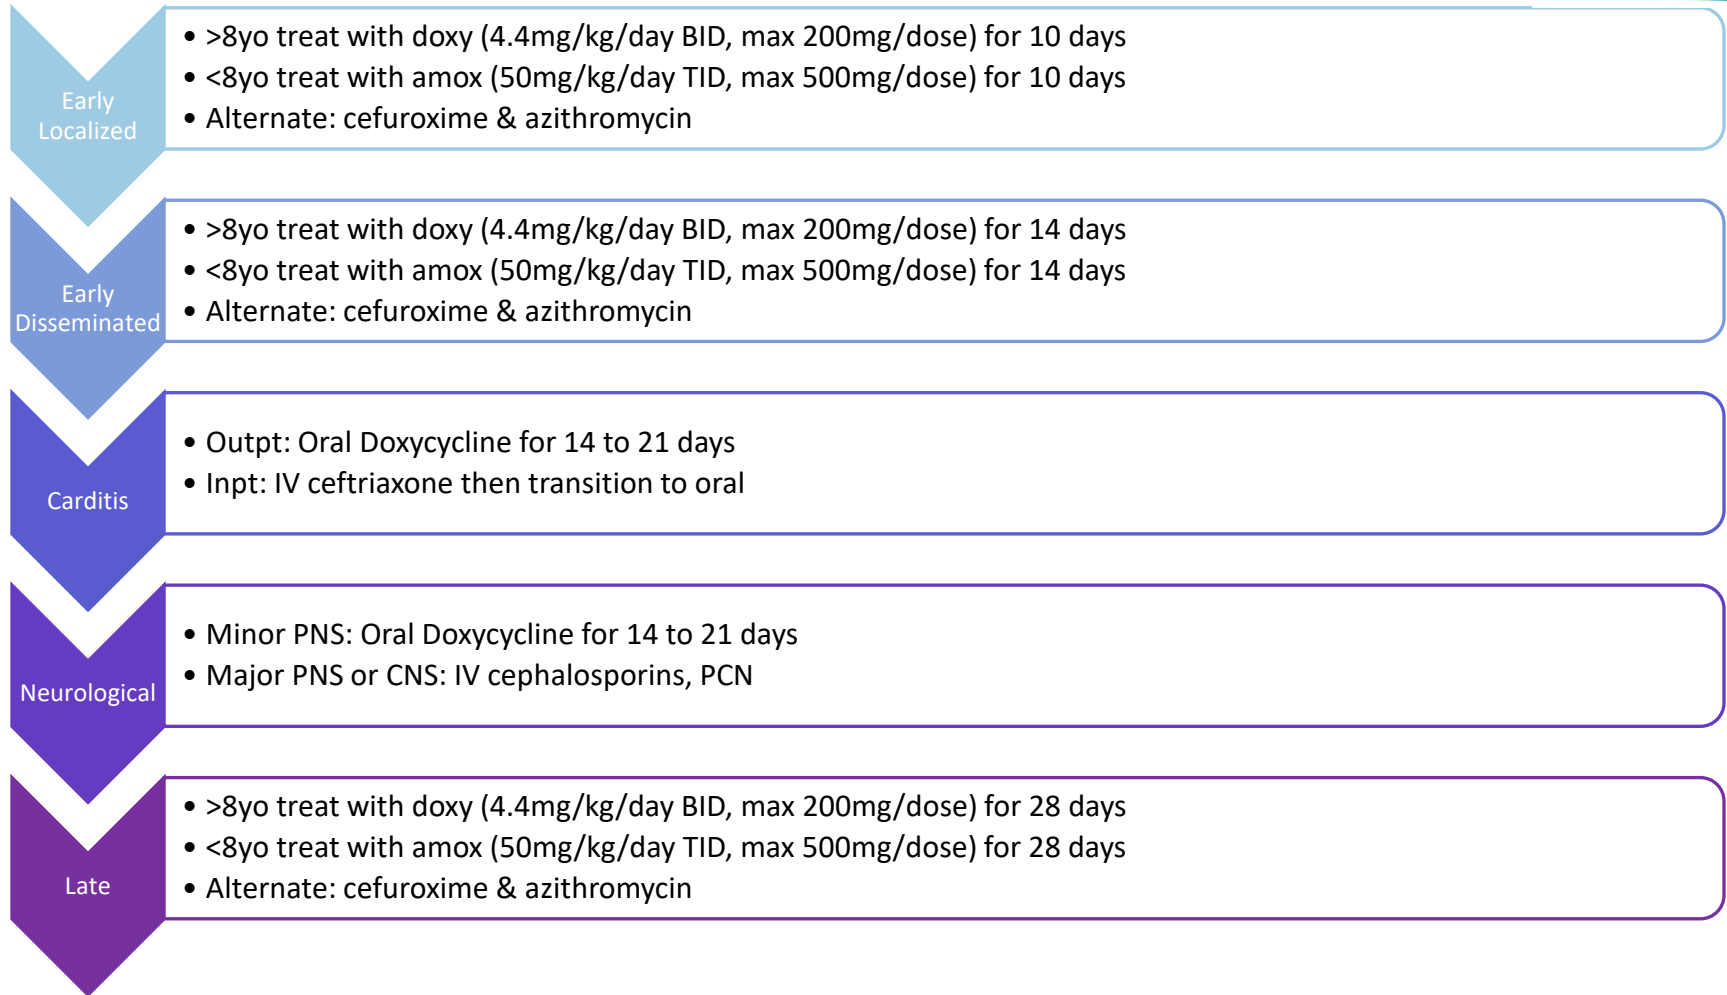 Early
Localized
• >8yo treat with doxy (4.4mg/kg/day BID, max 200mg/dose) for 10 days
• <8yo treat with amox (50mg/kg/day TID, max 500mg/dose) for 10 days
• Alternate: cefuroxime & azithromycin
Early
Disseminated
• >8yo treat with doxy (4.4mg/kg/day BID, max 200mg/dose) for 14 days
• <8yo treat with amox (50mg/kg/day TID, max 500mg/dose) for 14 days
• Alternate: cefuroxime & azithromycin
Carditis
• Outpt: Oral Doxycycline for 14 to 21 days
• Inpt: IV ceftriaxone then transition to oral
Neurological
• Minor PNS: Oral Doxycycline for 14 to 21 days
• Major PNS or CNS: IV cephalosporins, PCN
Late
• >8yo treat with doxy (4.4mg/kg/day BID, max 200mg/dose) for 28 days
• <8yo treat with amox (50mg/kg/day TID, max 500mg/dose) for 28 days
• Alternate: cefuroxime & azithromycin